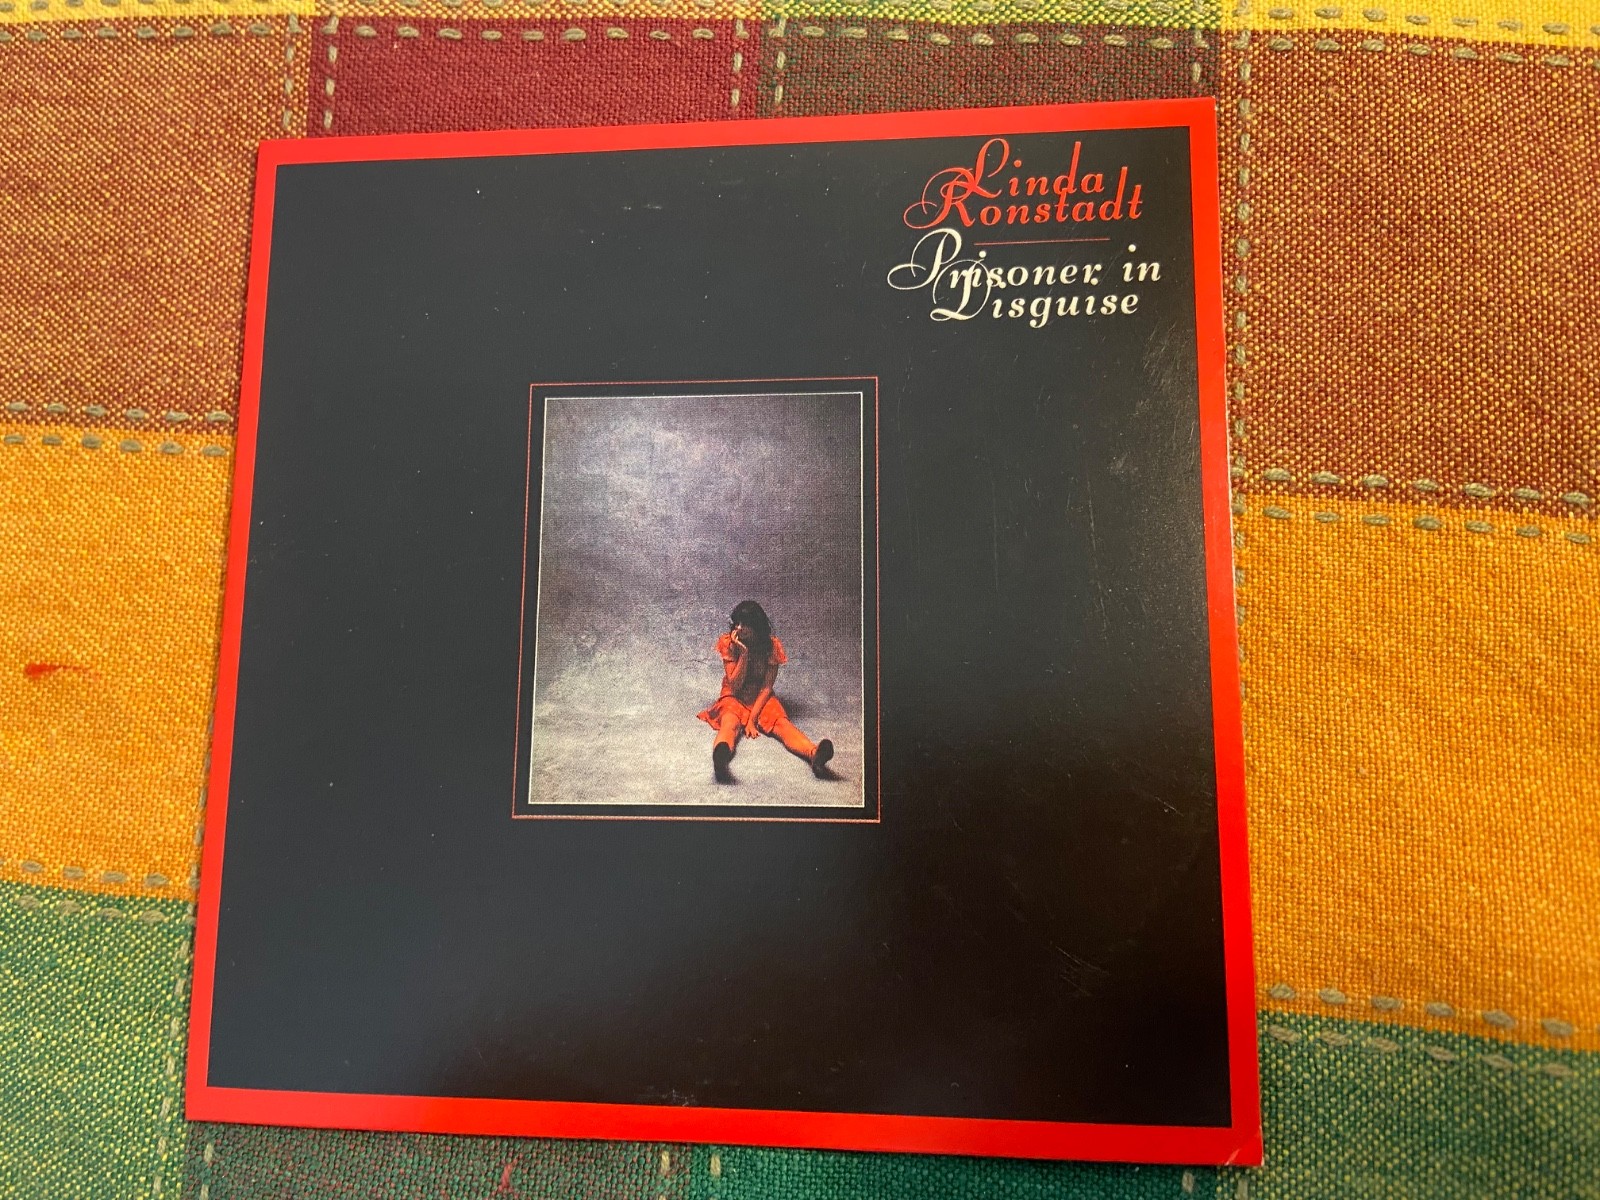 Linda
Ronstadt
Prisoner in
Disguise